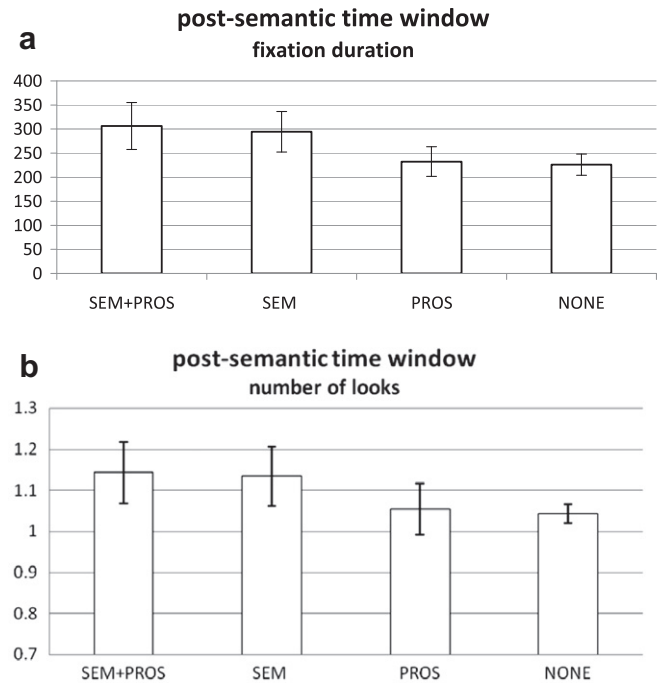 a
post-semantic time window
fixation duration
400
350
300
250
200
150
100
50
0
SEM+PROS SEM PROS NONE
b
post-semantic time window
number of looks
1.3
1.2
1.1
1
0.9
0.8
0.7
SEM+PROS SEM PROS NONE